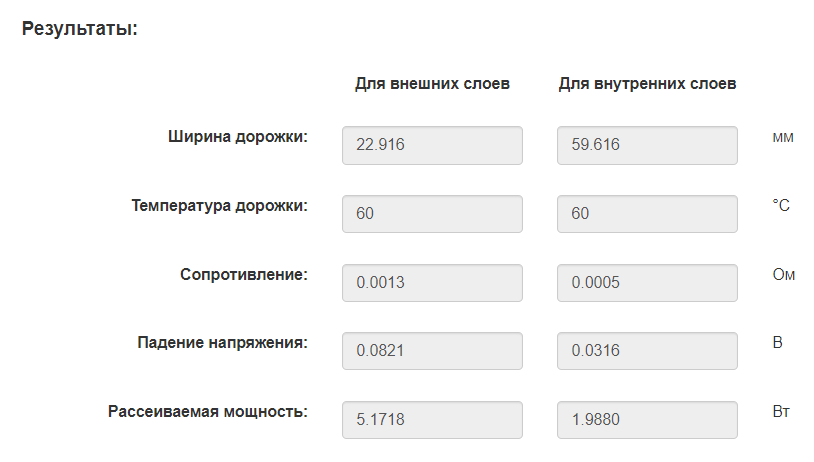 Результаты:
Для внешних слоев Для внутренних слоев
Ширина дорожки: 22.916 59.616 мм
Температура дорожки: 60 60 °C
Сопротивление: 0.0013 0.0005 Ом
Падение напряжения: 0.0821 0.0316 В
Рассеиваемая мощность: 5.1718 1.9880 Вт